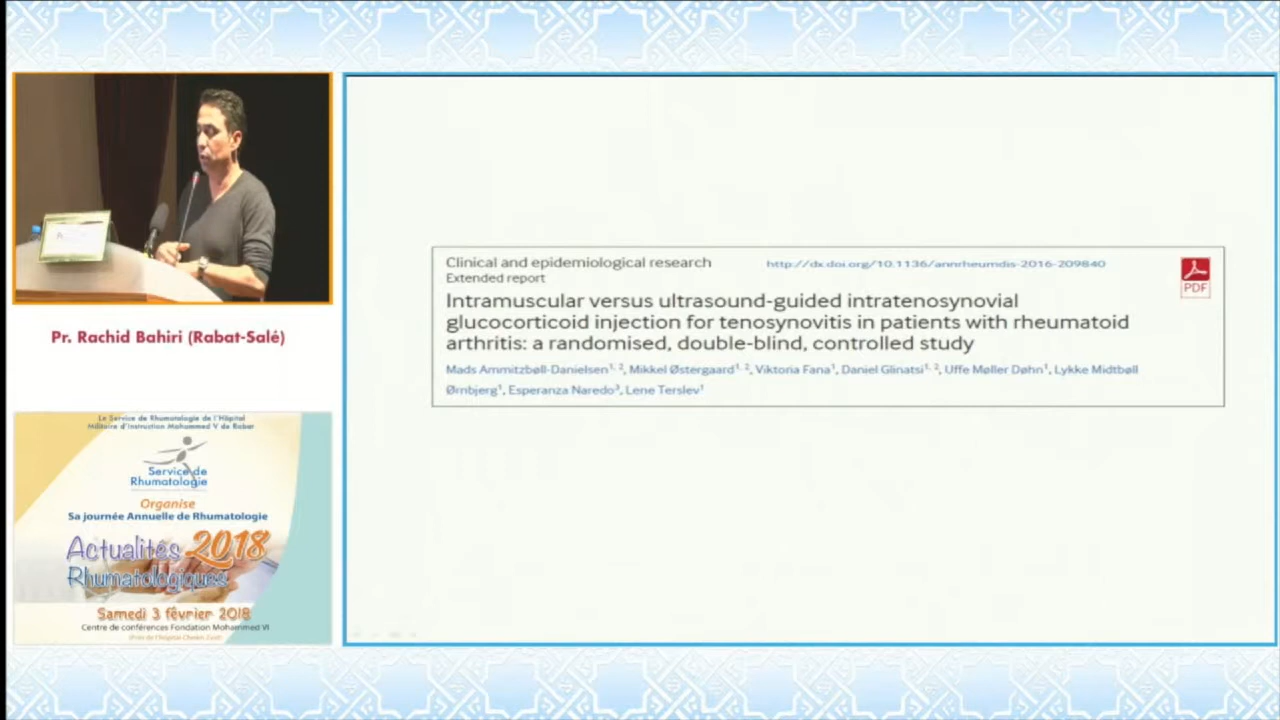 Pr. Rachid Bahiri (Rabat-Salé)
Le Service de Rhumatologie de l'Hôpital
Militaire d'Instruction Mohammed V de Rabat
Service de
Rhumatologie
Organise
Sa journée Annuelle de Rhumatologie
Actualités 2018
Rhumatologiques
Samedi 3 février 2018
Centre de conférences Fondation Mohammed VI
Clinical and epidemiological research
http://dx.doi.org/10.1136/annrheumdis-2016-209840
Extended report
PDF
Intramuscular versus ultrasound-guided intratenosynovial
glucocorticoid injection for tenosynovitis in patients with rheumatoid
arthritis: a randomised, double-blind, controlled study
Mads Ammitzbøll-Danielsen1, 2, Mikkel Østergaard1, 2, Viktoria Fana1, Daniel Glinatsi1, 2, Uffe Møller Døhn1, Lykke Midtbøll
Ørnbjerg1, Esperanza Naredo3, Lene Terslev1